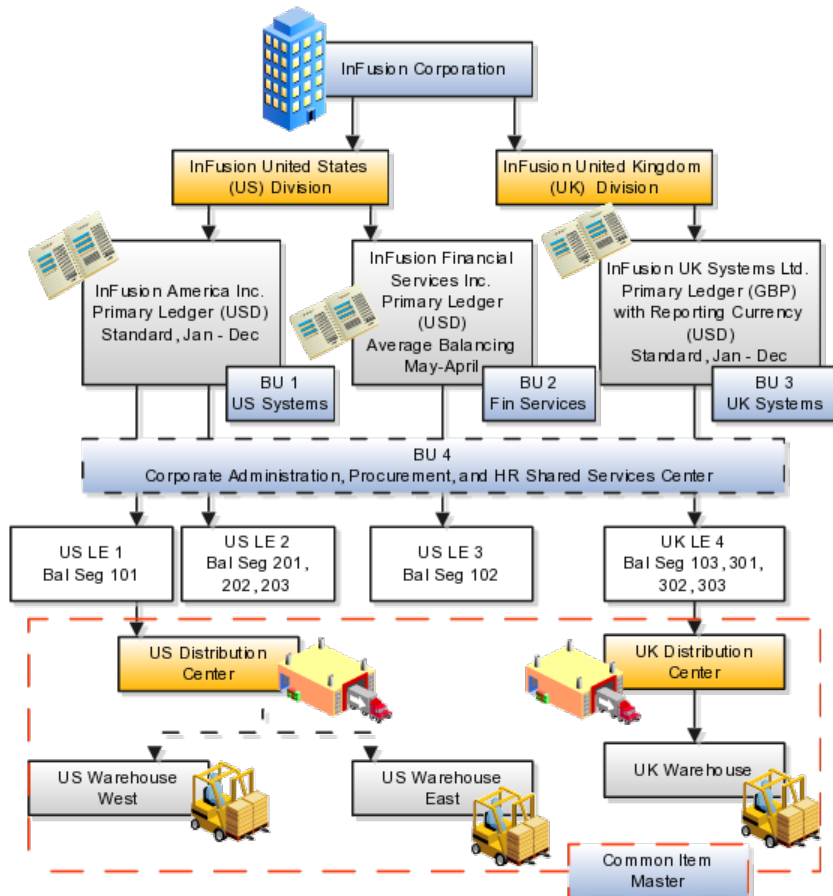 InFusion Corporation
InFusion United States
(US) Division
InFusion United Kingdom
(UK) Division
InFusion America Inc.
Primary Ledger (USD)
Standard, Jan - Dec
InFusion Financial
Services Inc.
Primary Ledger
(USD)
Average Balancing
May-April
InFusion UK Systems Ltd.
Primary Ledger (GBP)
with Reporting Currency
(USD)
Standard, Jan - Dec
BU 1
US Systems
BU 2
Fin Services
BU 3
UK Systems
BU 4
Corporate Administration, Procurement, and HR Shared Services Center
US LE 1
Bal Seg 101
US LE 2
Bal Seg 201,
202, 203
US LE 3
Bal Seg 102
UK LE 4
Bal Seg 103, 301,
302, 303
US Distribution
Center
UK Distribution
Center
US Warehouse
West
US Warehouse
East
UK Warehouse
Common Item
Master